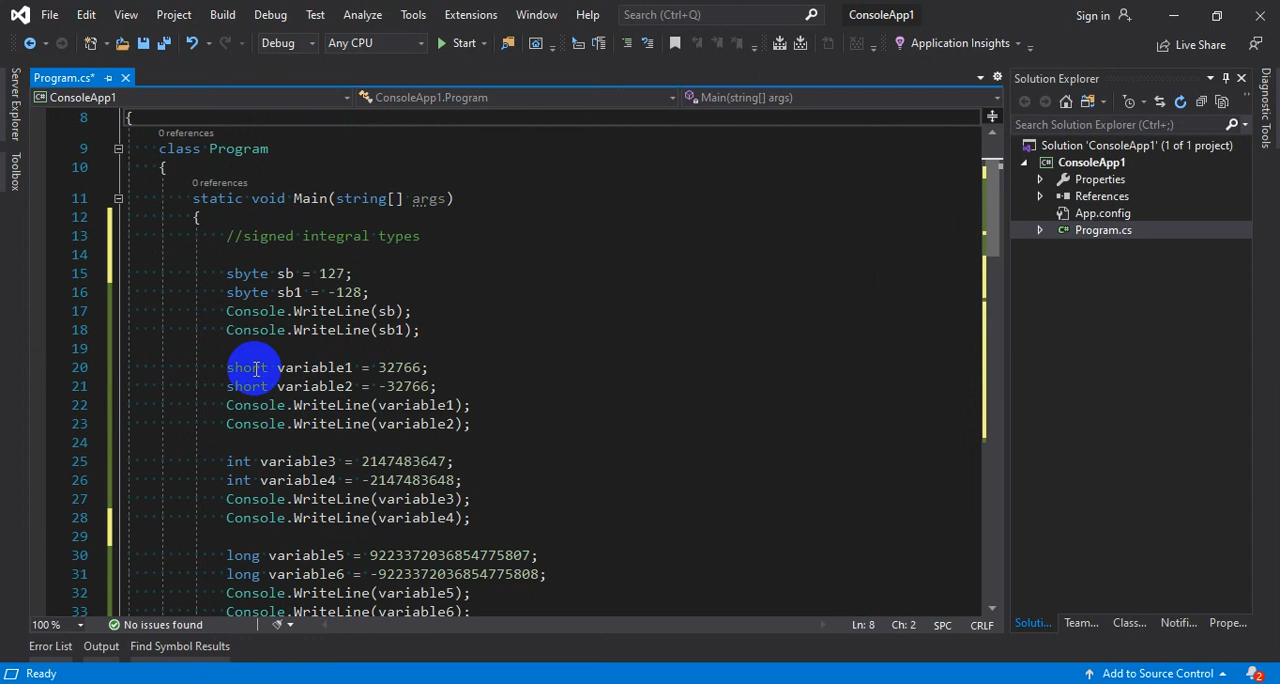 File Edit View Project Build Debug Test Analyze Tools Extensions Window Help Search (Ctrl+Q) ConsoleApp1 Sign in
Debug Any CPU Start Application Insights Live Share
Server Explorer
Toolbox
Program.cs*
ConsoleApp1 ConsoleApp1.Program Main(string[] args)
8 {
0 references
9 class Program
10 {
0 references
11 static void Main(string[] args)
12 {
13 //signed integral types
14
15 sbyte sb = 127;
16 sbyte sb1 = -128;
17 Console.WriteLine(sb);
18 Console.WriteLine(sb1);
19
20 short variable1 = 32766;
21 short variable2 = -32766;
22 Console.WriteLine(variable1);
23 Console.WriteLine(variable2);
24
25 int variable3 = 2147483647;
26 int variable4 = -2147483648;
27 Console.WriteLine(variable3);
28 Console.WriteLine(variable4);
29
30 long variable5 = 9223372036854775807;
31 long variable6 = -9223372036854775808;
32 Console.WriteLine(variable5);
33 Console.WriteLine(variable6);
100 % No issues found Ln: 8 Ch: 2 SPC CRLF
Error List Output Find Symbol Results
Solution Explorer
Search Solution Explorer (Ctrl+;)
Solution 'ConsoleApp1' (1 of 1 project)
C# ConsoleApp1
Properties
References
App.config
C# Program.cs
Soluti... Team... Class... Notifi... Prope...
Diagnostic Tools
Ready Add to Source Control 2